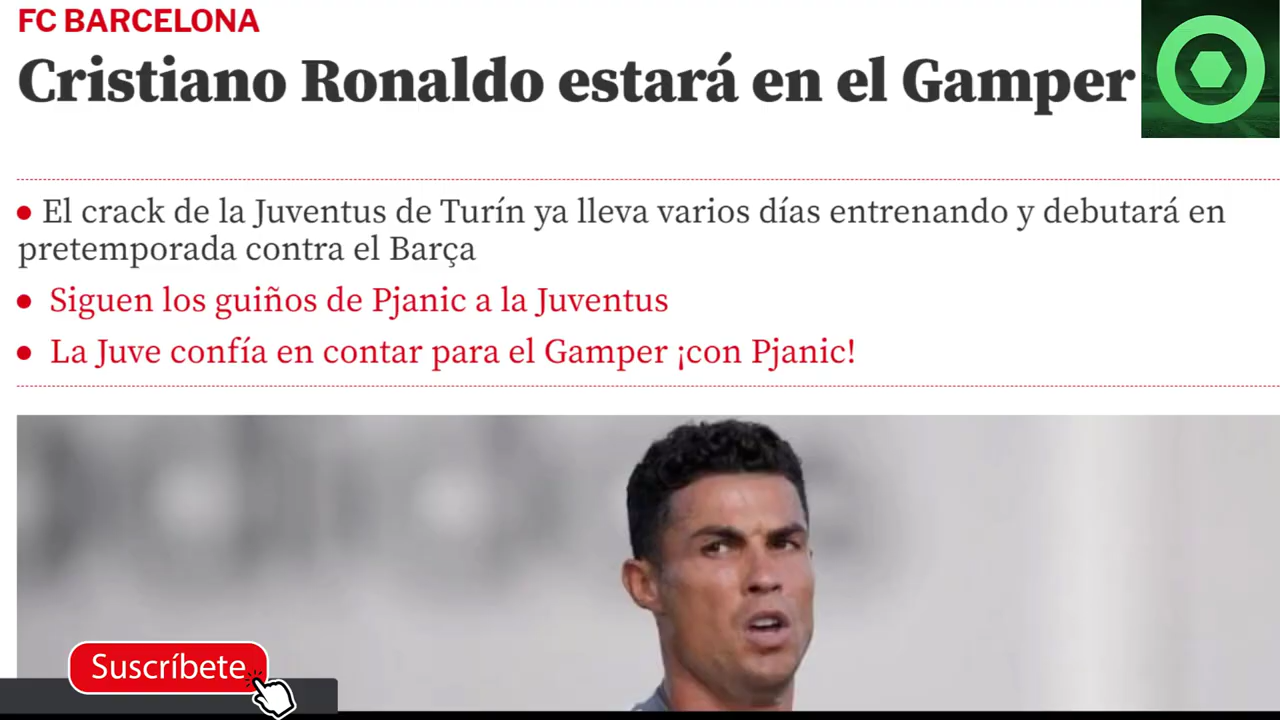 FC BARCELONA
Cristiano Ronaldo estará en el Gamper
• El crack de la Juventus de Turín ya lleva varios días entrenando y debutará en
pretemporada contra el Barça
• Siguen los guiños de Pjanic a la Juventus
• La Juve confía en contar para el Gamper ¡con Pjanic!
Suscríbete